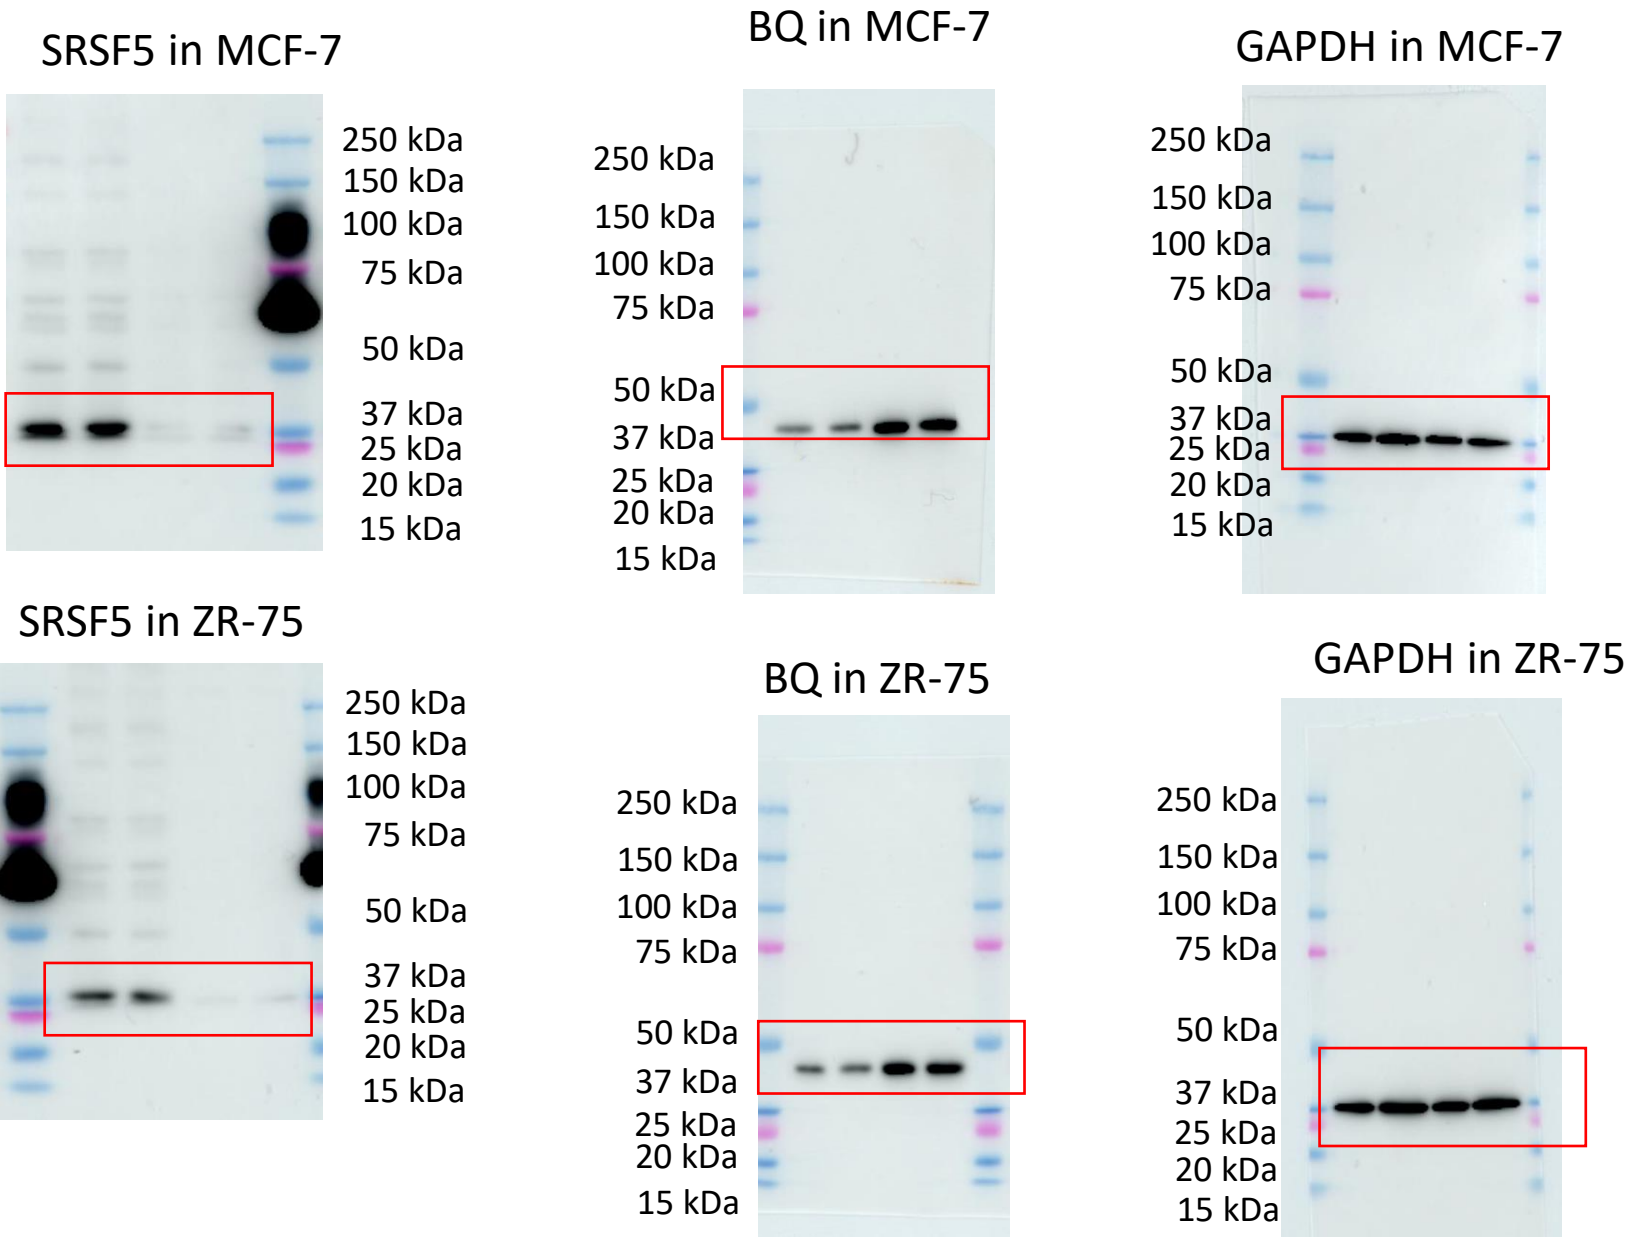 SRSF5 in MCF-7
250 kDa
150 kDa
100 kDa
75 kDa
50 kDa
37 kDa
25 kDa
20 kDa
15 kDa
BQ in MCF-7
250 kDa
150 kDa
100 kDa
75 kDa
50 kDa
37 kDa
25 kDa
20 kDa
15 kDa
GAPDH in MCF-7
250 kDa
150 kDa
100 kDa
75 kDa
50 kDa
37 kDa
25 kDa
20 kDa
15 kDa
SRSF5 in ZR-75
250 kDa
150 kDa
100 kDa
75 kDa
50 kDa
37 kDa
25 kDa
20 kDa
15 kDa
BQ in ZR-75
250 kDa
150 kDa
100 kDa
75 kDa
50 kDa
37 kDa
25 kDa
20 kDa
15 kDa
GAPDH in ZR-75
250 kDa
150 kDa
100 kDa
75 kDa
50 kDa
37 kDa
25 kDa
20 kDa
15 kDa